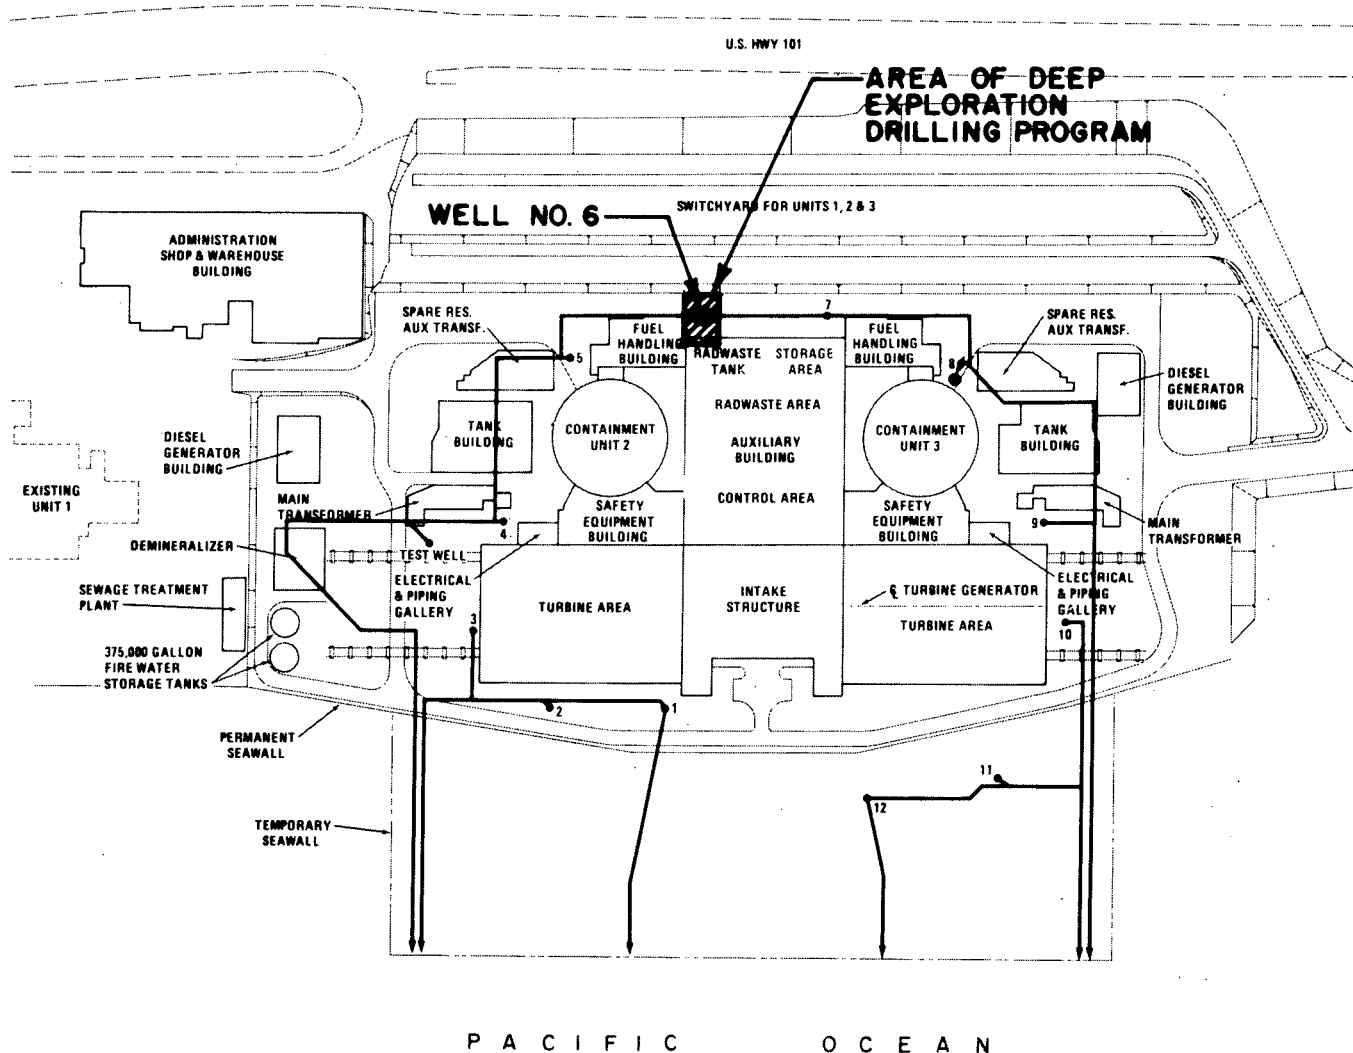 U.S. HWY 101
AREA OF DEEP
EXPLORATION
DRILLING PROGRAM
WELL NO. 6
SWITCHYARD FOR UNITS 1, 2 & 3
ADMINISTRATION
SHOP & WAREHOUSE
BUILDING
SPARE RES.
AUX TRANSF.
FUEL
HANDLING
BUILDING
7
FUEL
HANDLING
BUILDING
SPARE RES.
AUX TRANSF.
5
RADWASTE
TANK
STORAGE
AREA
8
DIESEL
GENERATOR
BUILDING
RADWASTE AREA
TANK
BUILDING
CONTAINMENT
UNIT 2
AUXILIARY
BUILDING
CONTAINMENT
UNIT 3
TANK
BUILDING
DIESEL
GENERATOR
BUILDING
EXISTING
UNIT 1
MAIN
TRANSFORMER
CONTROL AREA
SAFETY
EQUIPMENT
BUILDING
SAFETY
EQUIPMENT
BUILDING
4
9
MAIN
TRANSFORMER
DEMINERALIZER
TEST WELL
ELECTRICAL
& PIPING
GALLERY
ELECTRICAL
& PIPING
GALLERY
SEWAGE TREATMENT
PLANT
TURBINE AREA
INTAKE
STRUCTURE
℄ TURBINE GENERATOR
TURBINE AREA
3
10
375,000 GALLON
FIRE WATER
STORAGE TANKS
2
1
PERMANENT
SEAWALL
11
12
TEMPORARY
SEAWALL
PACIFIC OCEAN